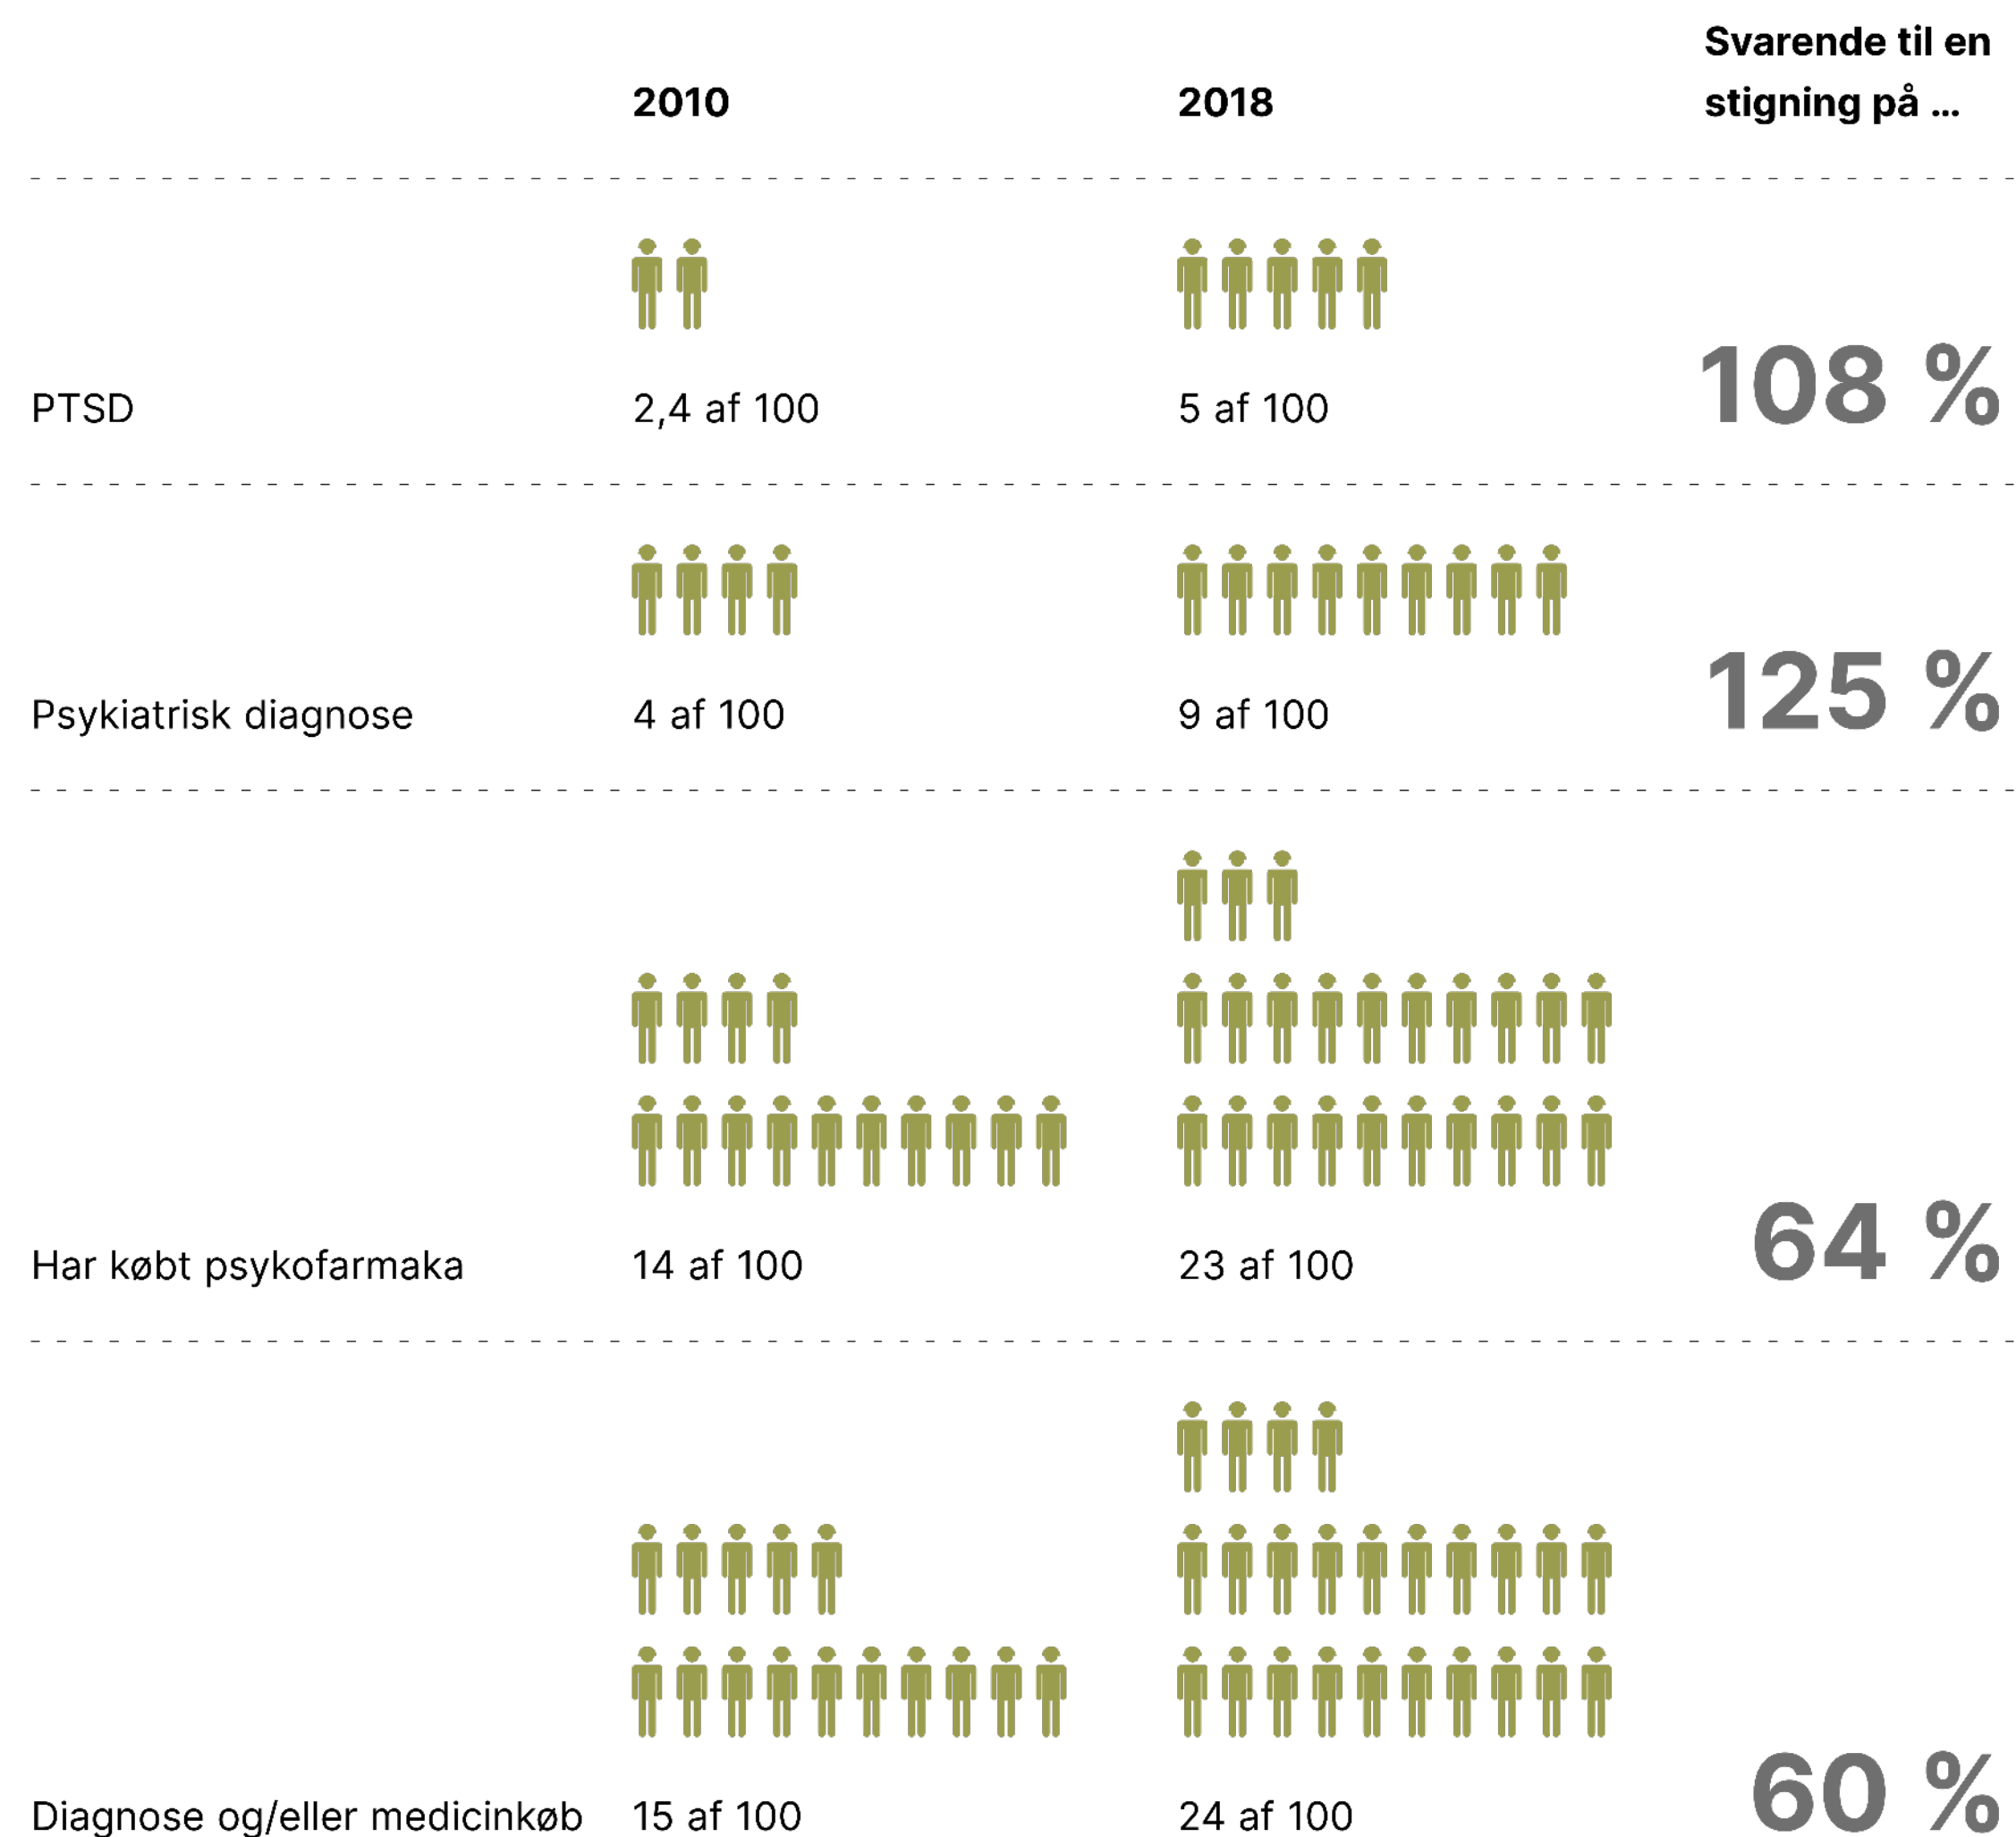 2010
2018
Svarende til en
stigning på ...
PTSD
2,4 af 100
5 af 100
108 %
Psykiatrisk diagnose
4 af 100
9 af 100
125 %
Har købt psykofarmaka
14 af 100
23 af 100
64 %
Diagnose og/eller medicinkøb
15 af 100
24 af 100
60 %